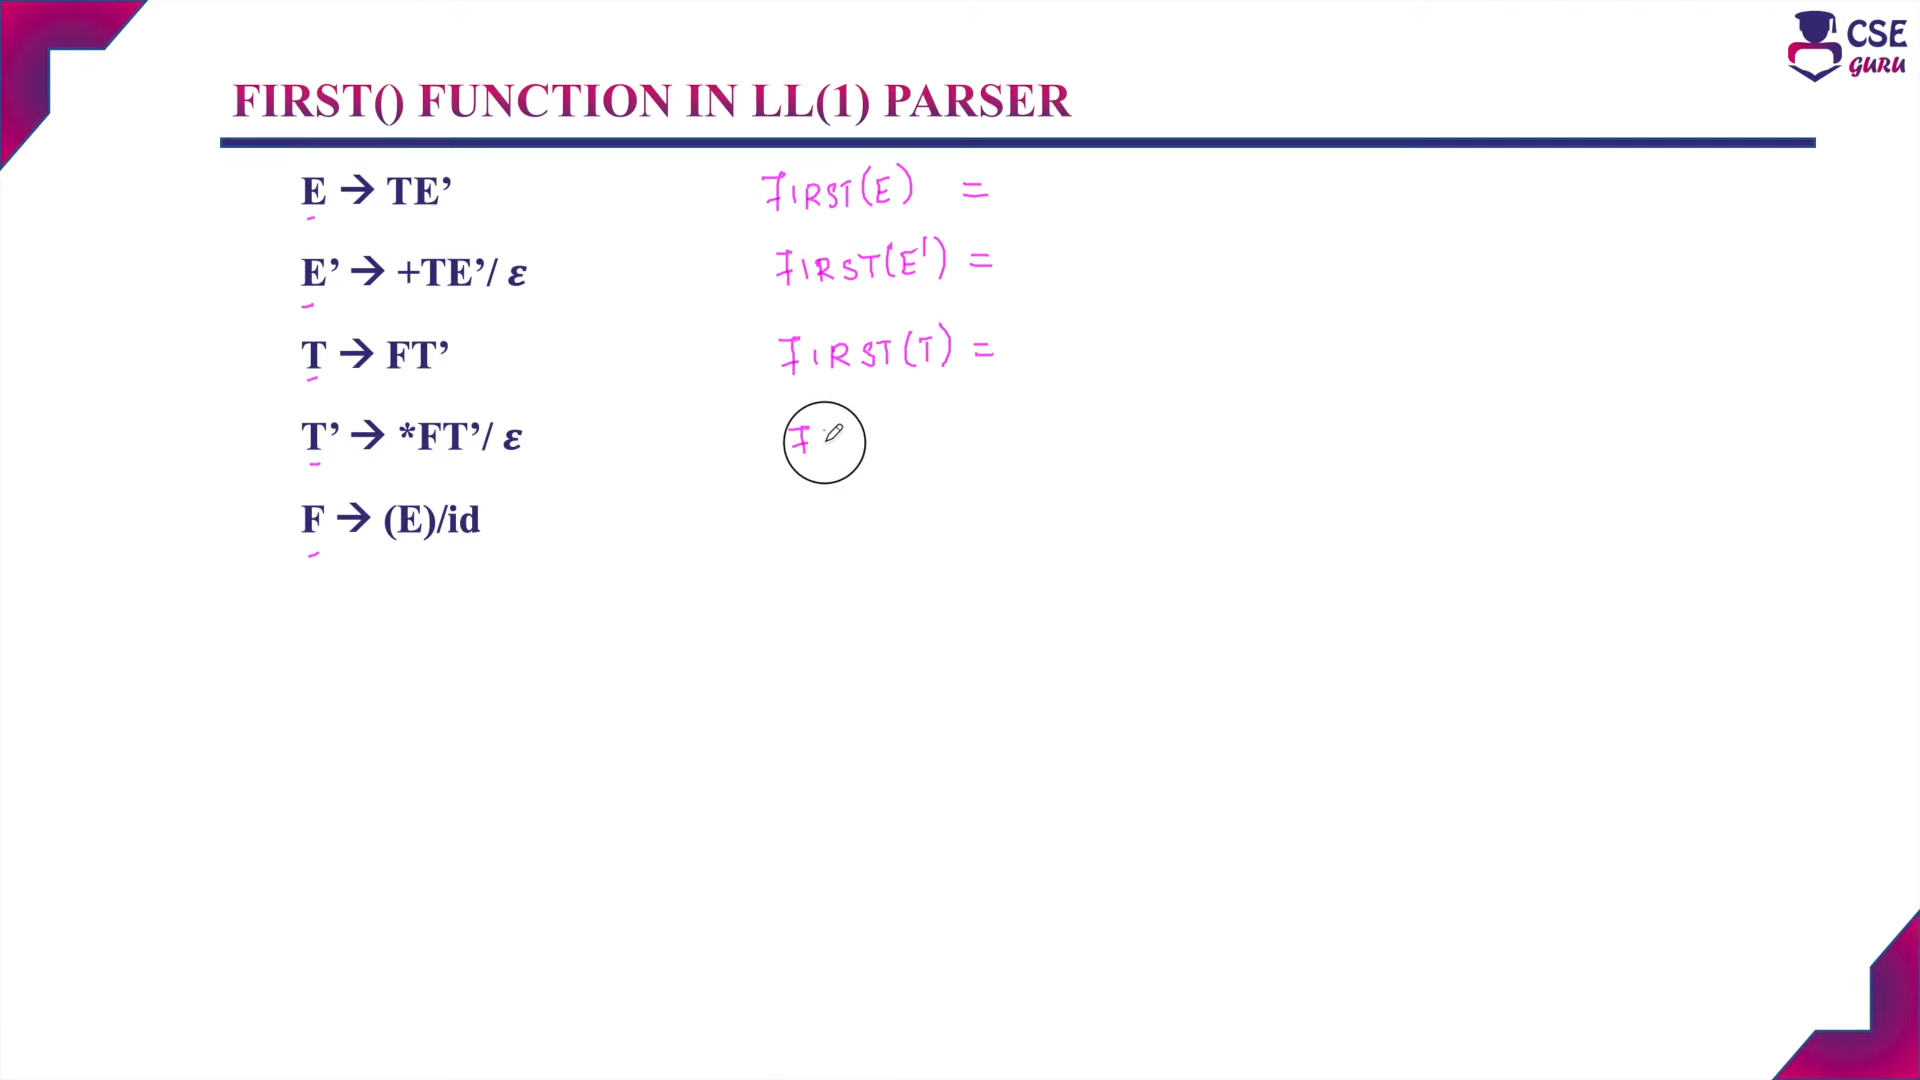 CSE
GURU
FIRST() FUNCTION IN LL(1) PARSER
E → TE’ FIRST(E) =
E’ → +TE’/ ε FIRST(E') =
T → FT’ FIRST(T) =
T’ → *FT’/ ε F
F → (E)/id